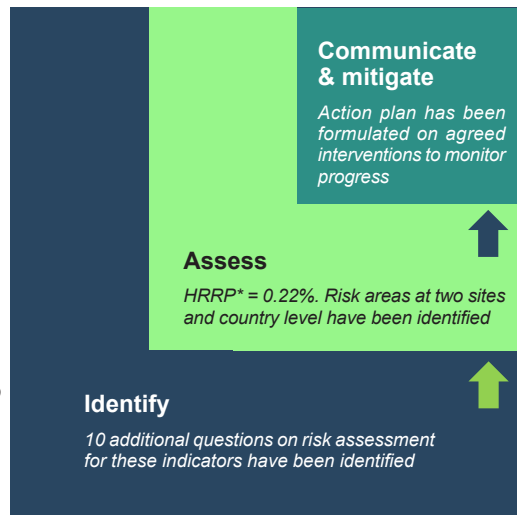 Communicate
& mitigate
Action plan has been
formulated on agreed
interventions to monitor
progress
Assess
HRRP* = 0.22%. Risk areas at two sites
and country level have been identified
Identify
10 additional questions on risk assessment
for these indicators have been identified